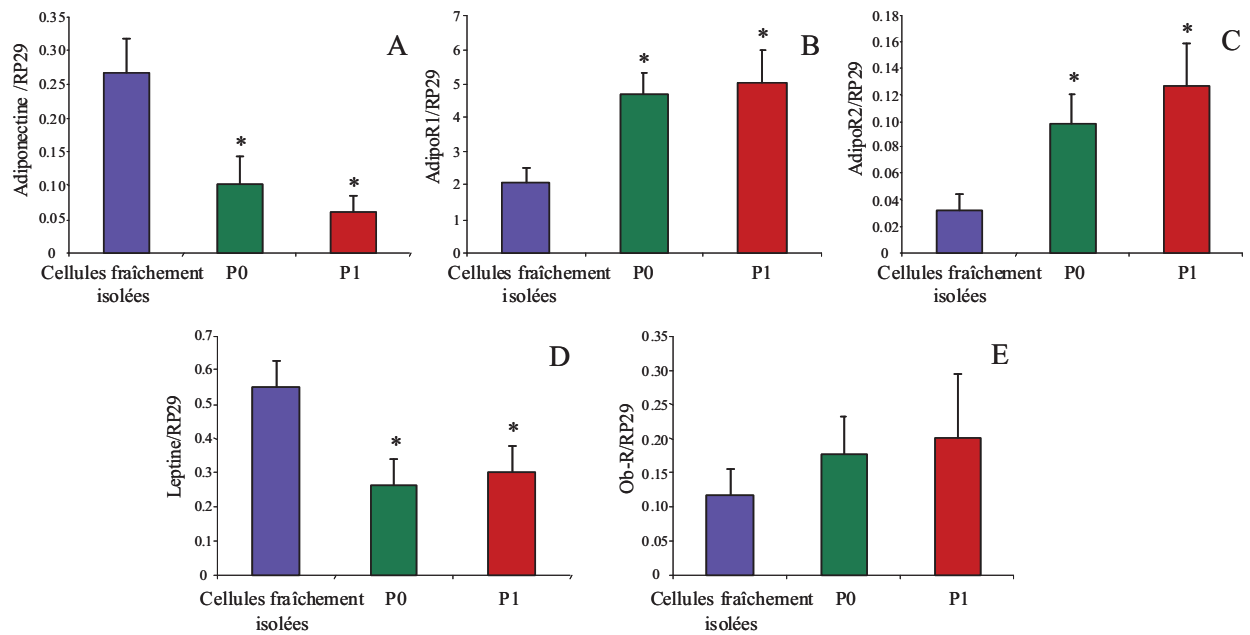 A
Adiponectine /RP29
0.35
0.30
0.25
0.20
0.15
0.10
0.05
0
*
*
Cellules fraîchement
isolées
P0
P1
B
AdipoR1/RP29
7
6
5
4
3
2
1
0
*
*
Cellules fraîchement
isolées
P0
P1
C
AdipoR2/RP29
0.18
0.16
0.14
0.12
0.10
0.08
0.06
0.04
0.02
0
*
*
Cellules fraîchement
isolées
P0
P1
D
Leptine/RP29
0.7
0.6
0.5
0.4
0.3
0.2
0.1
0
*
*
Cellules fraîchement
isolées
P0
P1
E
Ob-R/RP29
0.35
0.30
0.25
0.20
0.15
0.10
0.05
0
Cellules fraîchement
isolées
P0
P1